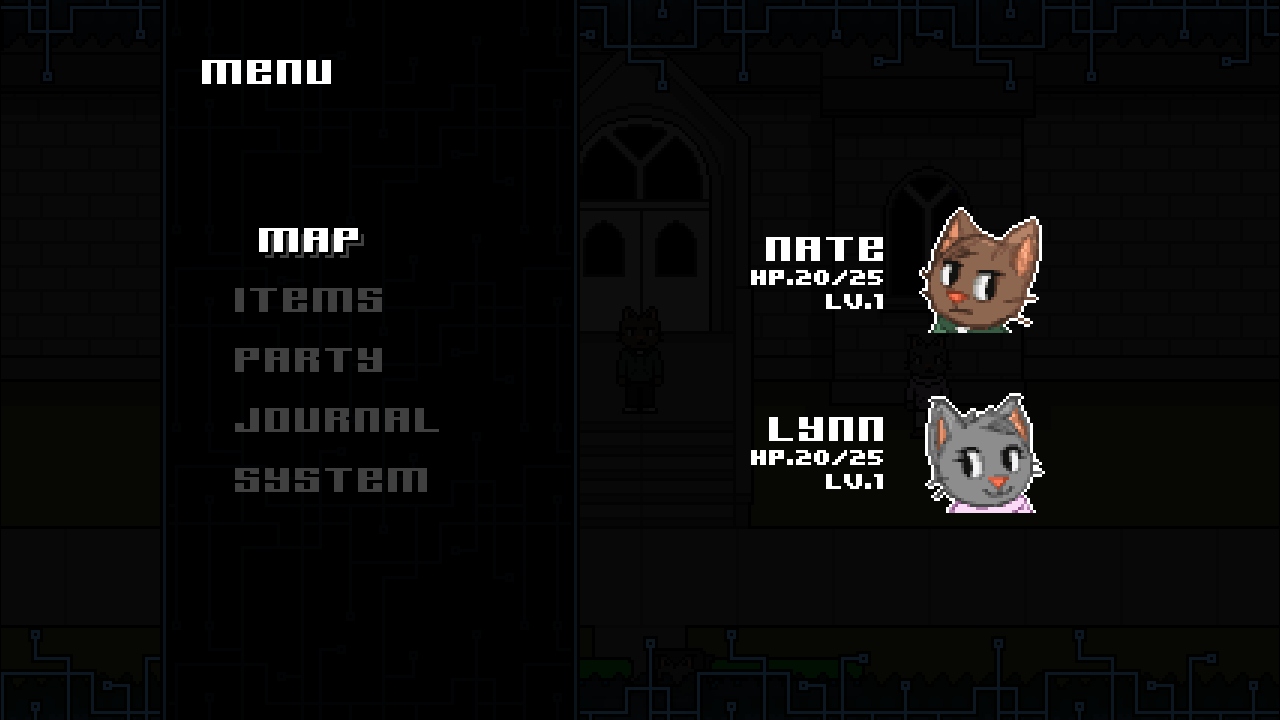 MENU
MAP
ITEMS
PARTY
JOURNAL
SYSTEM
NATE
HP.20/25
LV.1
LYNN
HP.20/25
LV.1